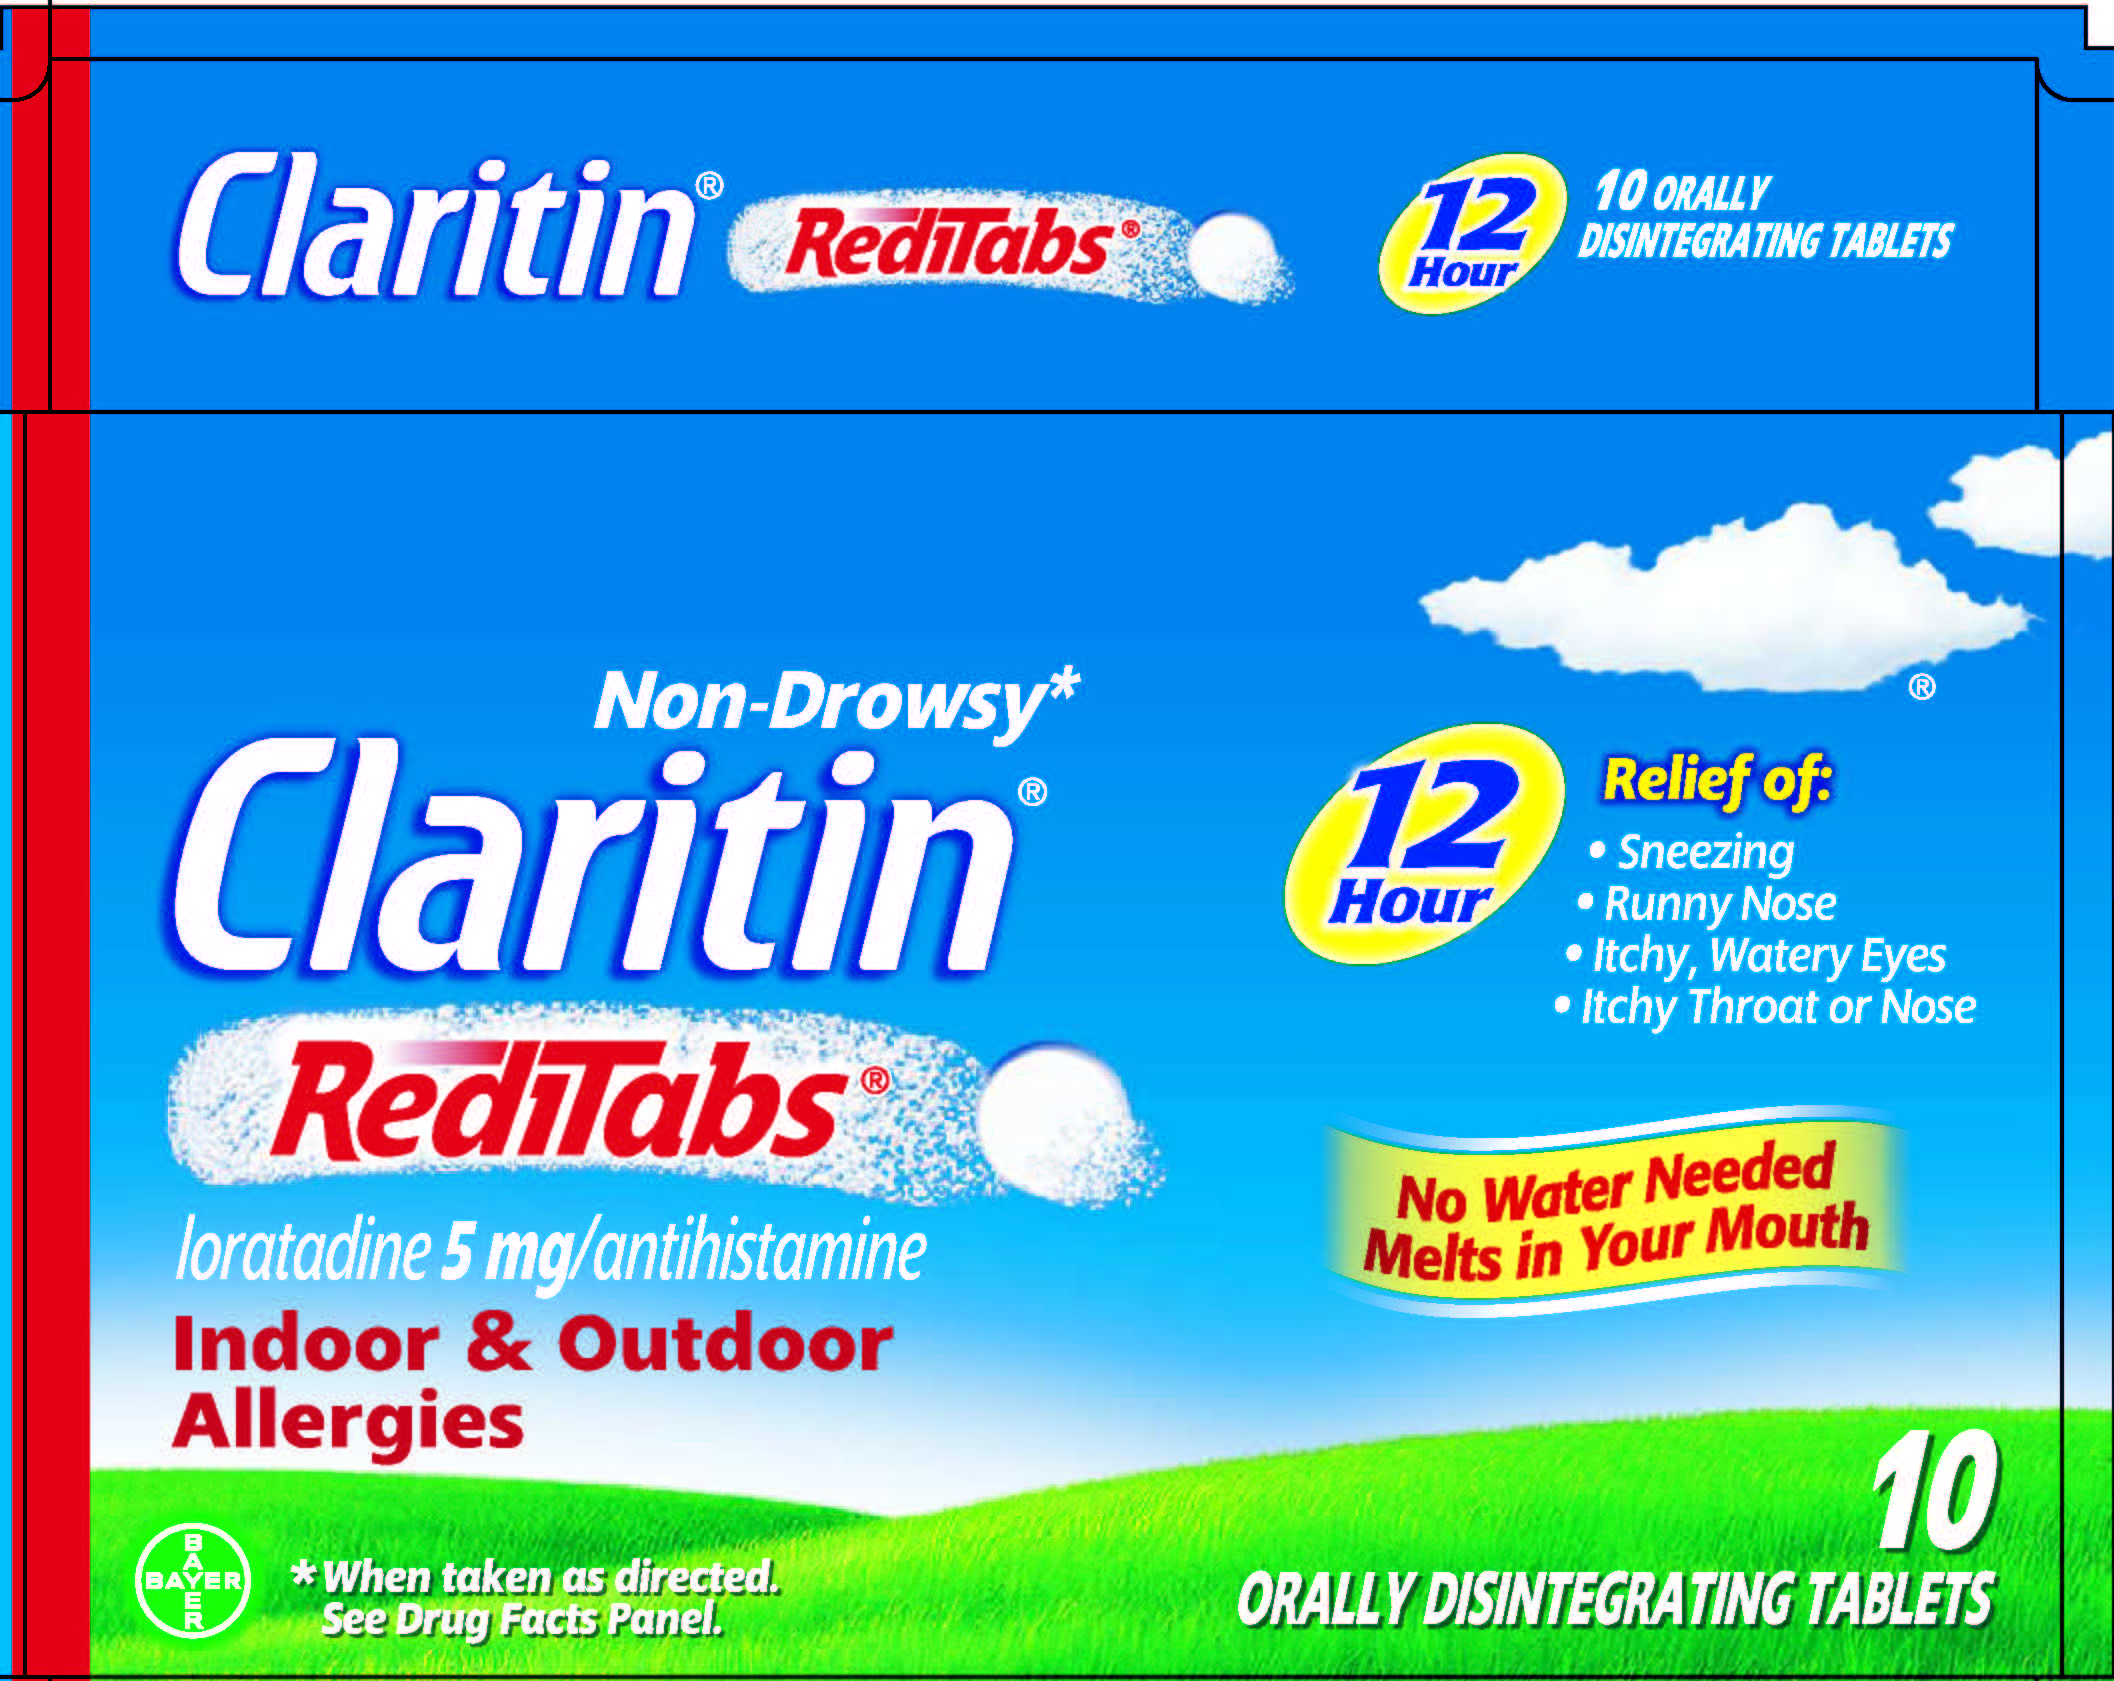 Claritin®
RediTabs®
12
Hour
10 ORALLY
DISINTEGRATING TABLETS
®
Non-Drowsy*
Claritin®
RediTabs®
loratadine 5 mg/antihistamine
Indoor & Outdoor
Allergies
12
Hour
Relief of:
• Sneezing
• Runny Nose
• Itchy, Watery Eyes
• Itchy Throat or Nose
No Water Needed
Melts in Your Mouth
BAYER
BAYER
*When taken as directed.
See Drug Facts Panel.
10
ORALLY DISINTEGRATING TABLETS